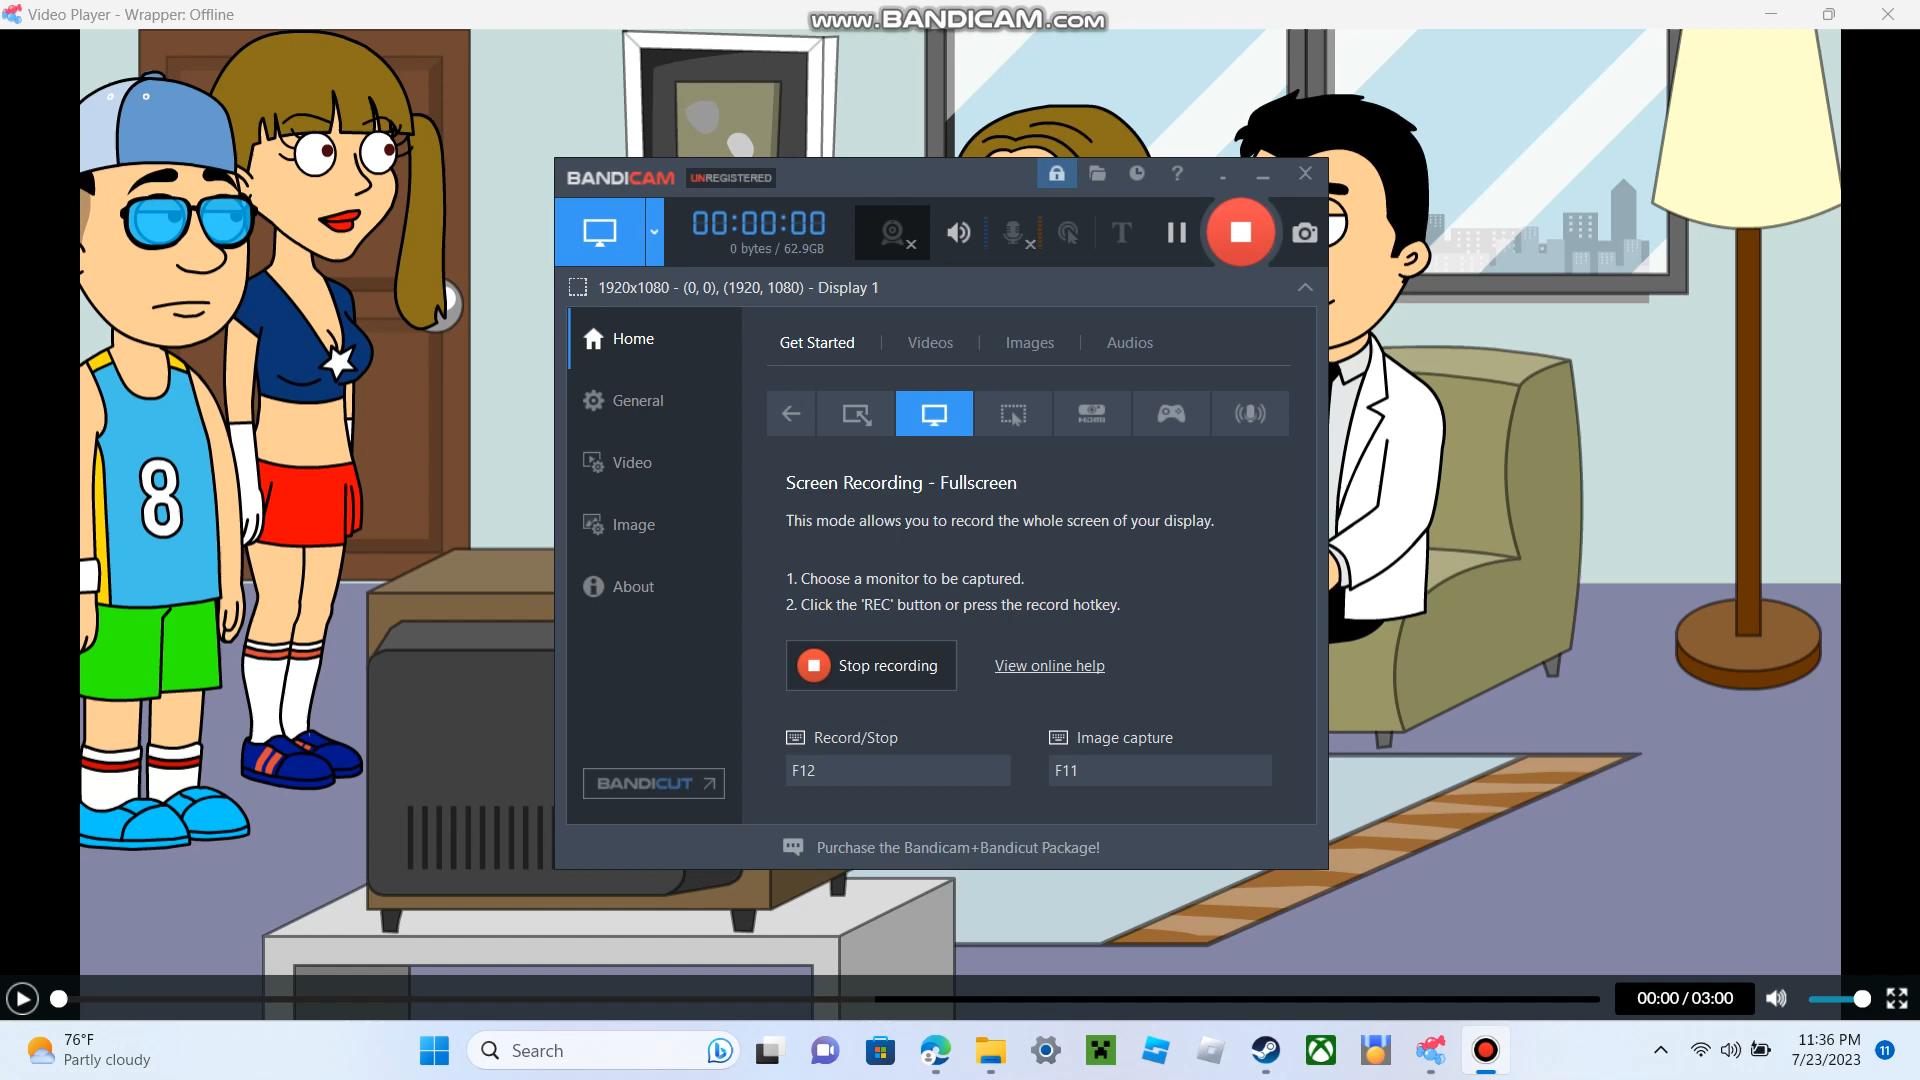 Video Player - Wrapper: Offline
www.BANDICAM.com
BANDICAM UNREGISTERED
?
00:00:00
0 bytes / 62.9GB
T
1920x1080 - (0, 0), (1920, 1080) - Display 1
Home
General
Video
Image
About
BANDICUT
Get Started
Videos
Images
Audios
HDMI
Screen Recording - Fullscreen
This mode allows you to record the whole screen of your display.
1. Choose a monitor to be captured.
2. Click the 'REC' button or press the record hotkey.
Stop recording
View online help
Record/Stop
Image capture
F12
F11
Purchase the Bandicam+Bandicut Package!
8
00:00 / 03:00
76°F
Partly cloudy
Search
11:36 PM
7/23/2023
11